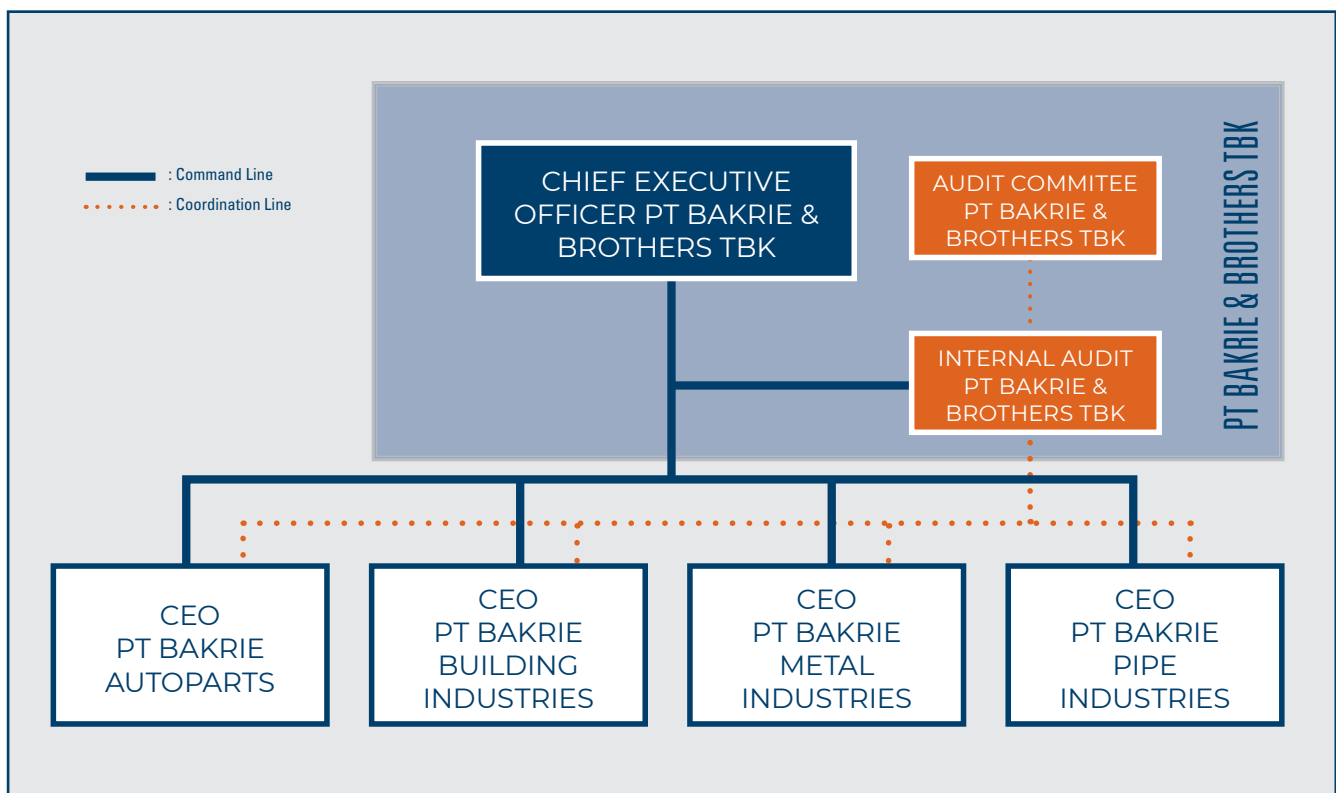 : Command Line
: Coordination Line
CHIEF EXECUTIVE
OFFICER PT BAKRIE &
BROTHERS TBK
AUDIT COMMITEE
PT BAKRIE &
BROTHERS TBK
INTERNAL AUDIT
PT BAKRIE &
BROTHERS TBK
PT BAKRIE & BROTHERS TBK
CEO
PT BAKRIE
AUTOPARTS
CEO
PT BAKRIE
BUILDING
INDUSTRIES
CEO
PT BAKRIE
METAL
INDUSTRIES
CEO
PT BAKRIE
PIPE
INDUSTRIES